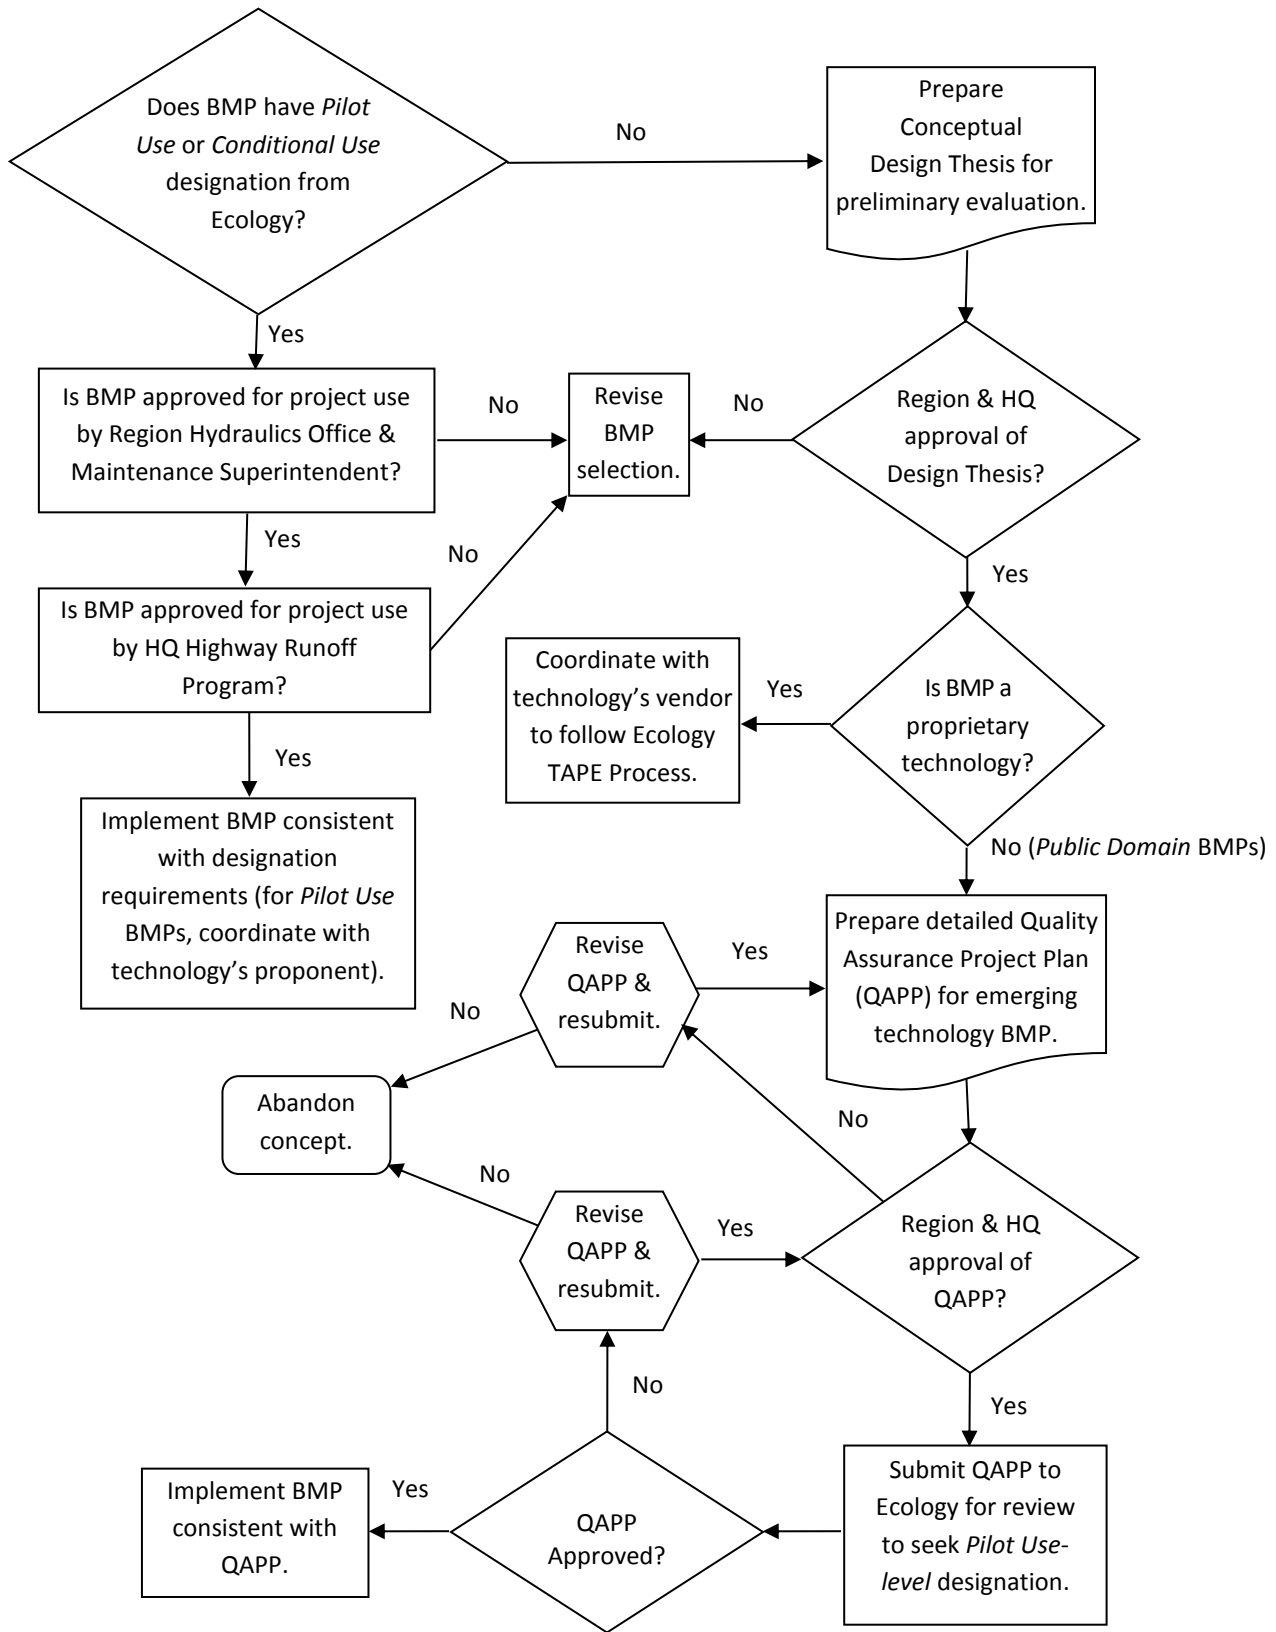 Does BMP have Pilot
Use or Conditional Use
designation from
Ecology?
No
Prepare
Conceptual
Design Thesis for
preliminary evaluation.
Yes
Is BMP approved for project use
by Region Hydraulics Office &
Maintenance Superintendent?
No
Revise
BMP
selection.
No
Region & HQ
approval of
Design Thesis?
Yes
No
Yes
Is BMP approved for project use
by HQ Highway Runoff
Program?
Coordinate with
technology’s vendor
to follow Ecology
TAPE Process.
Yes
Is BMP a
proprietary
technology?
Yes
Implement BMP consistent
with designation
requirements (for Pilot Use
BMPs, coordinate with
technology’s proponent).
No (Public Domain BMPs)
Revise
QAPP &
resubmit.
Yes
Prepare detailed Quality
Assurance Project Plan
(QAPP) for emerging
technology BMP.
No
Abandon
concept.
No
No
Revise
QAPP &
resubmit.
Yes
Region & HQ
approval of
QAPP?
No
Yes
Implement BMP
consistent with
QAPP.
Yes
QAPP
Approved?
Submit QAPP to
Ecology for review
to seek Pilot Use-
level designation.